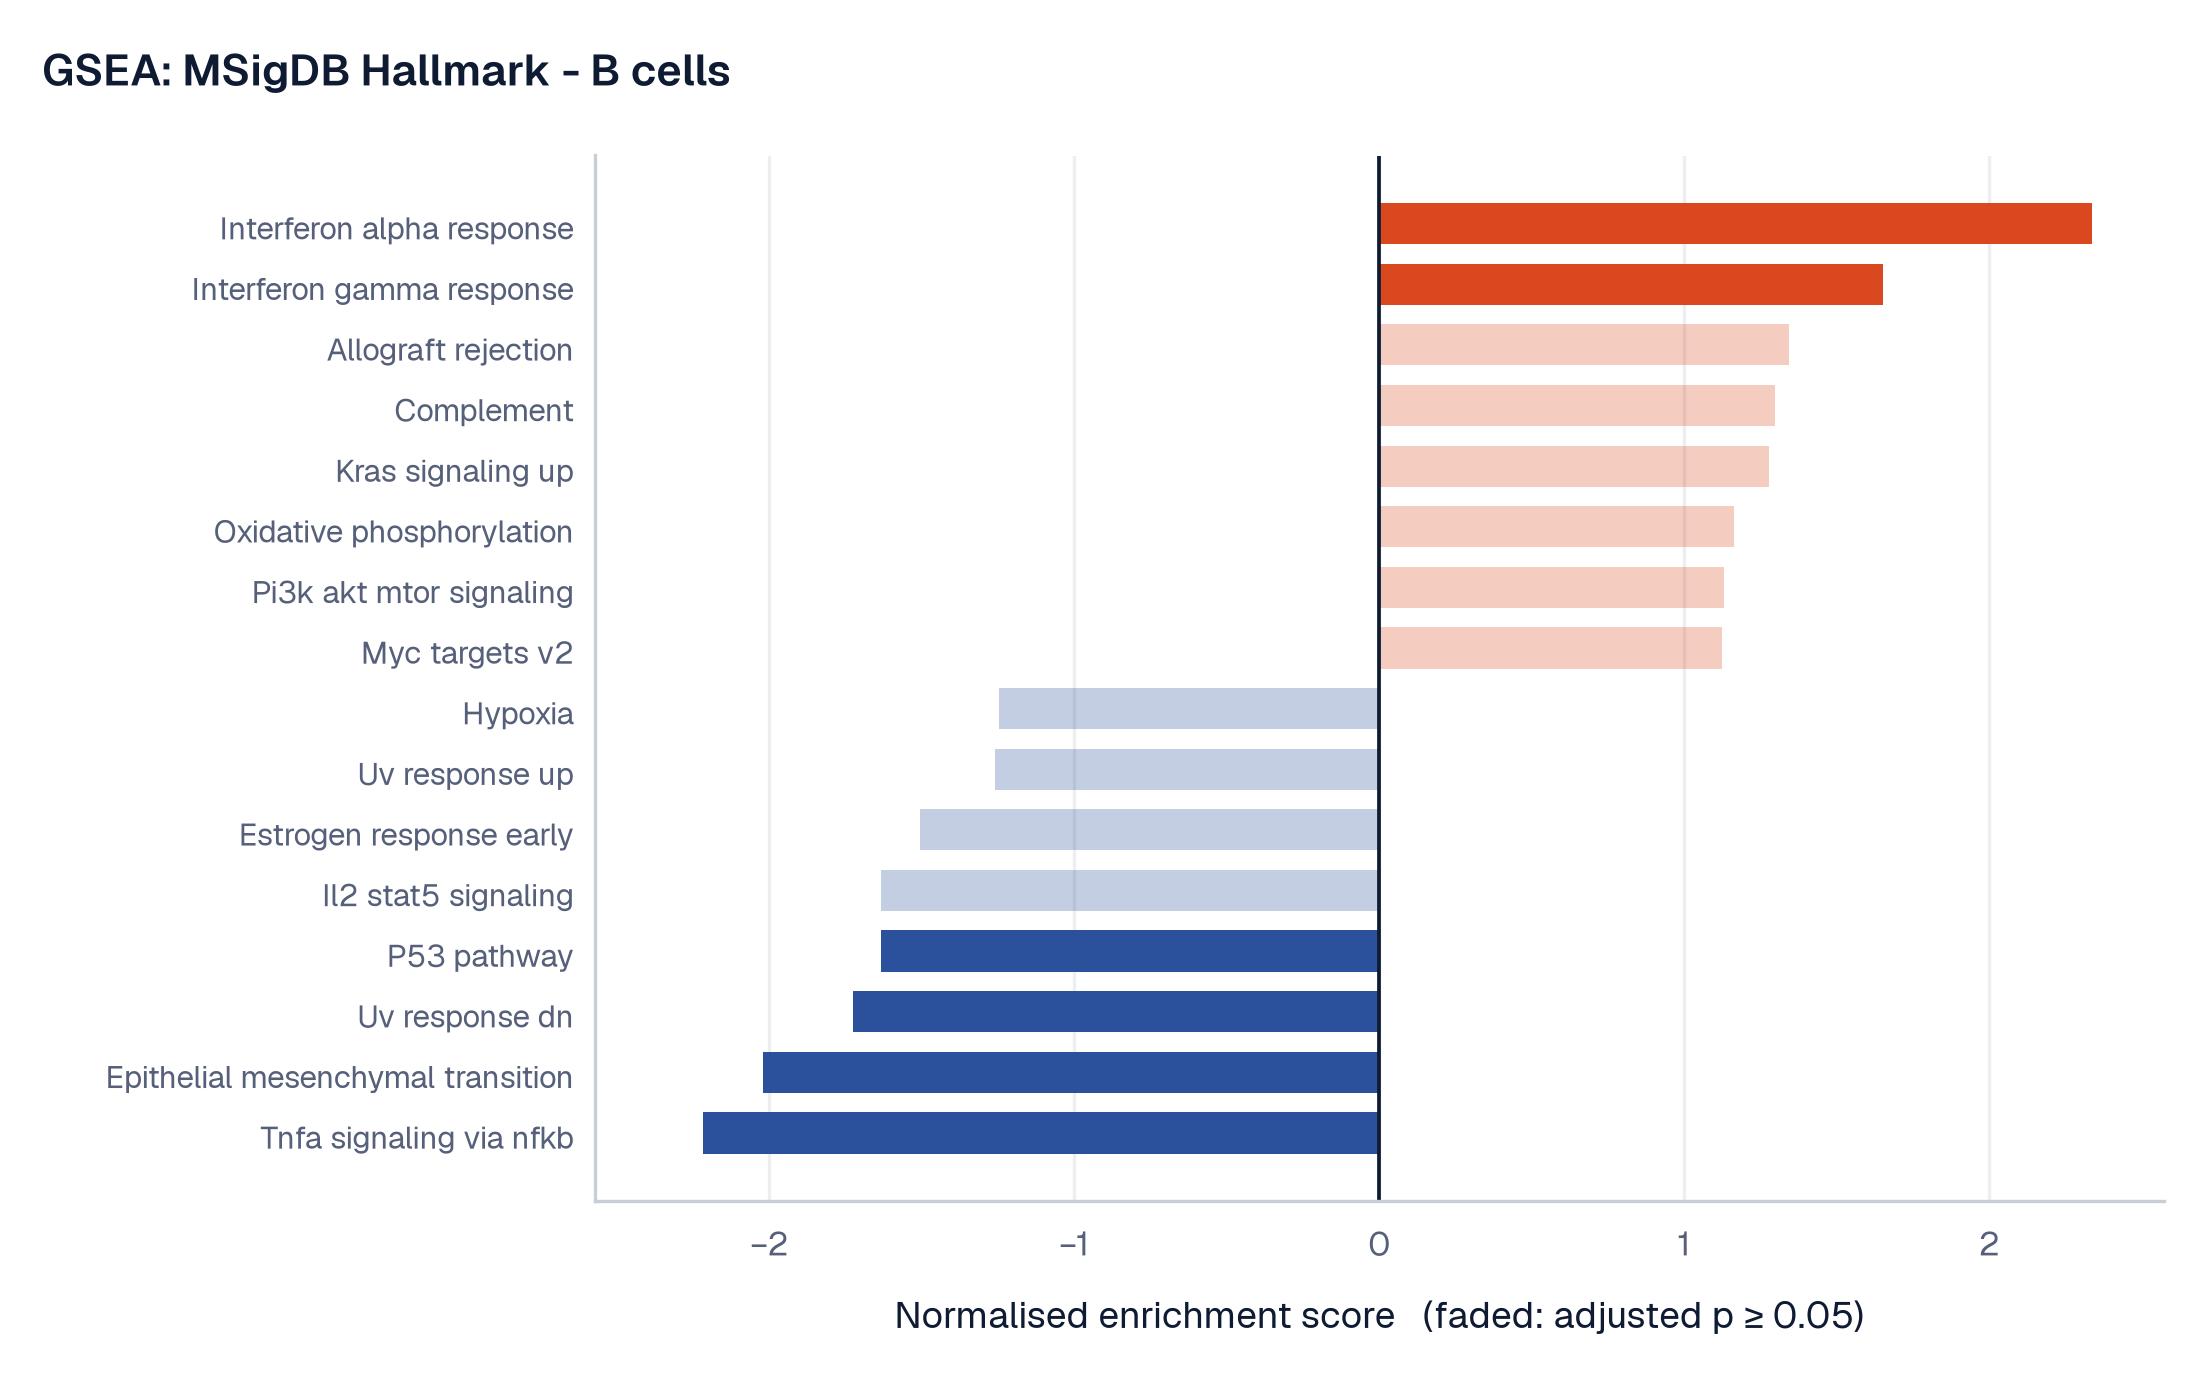 GSEA: MSigDB Hallmark - B cells
Interferon alpha response
Interferon gamma response
Allograft rejection
Complement
Kras signaling up
Oxidative phosphorylation
Pi3k akt mtor signaling
Myc targets v2
Hypoxia
Uv response up
Estrogen response early
Il2 stat5 signaling
P53 pathway
Uv response dn
Epithelial mesenchymal transition
Tnfa signaling via nfkb
−2 −1 0 1 2
Normalised enrichment score (faded: adjusted p ≥ 0.05)